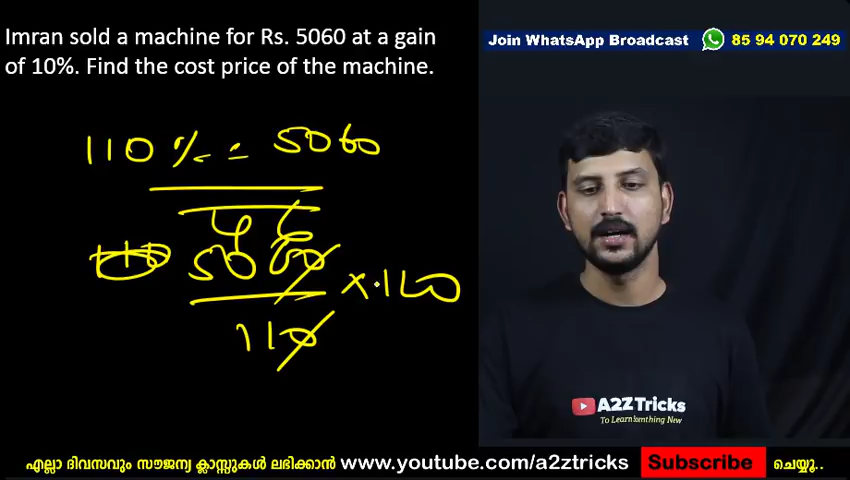 Imran sold a machine for Rs. 5060 at a gain
of 10%. Find the cost price of the machine.
Join WhatsApp Broadcast 85 94 070 249
110 % = 5060
46
5060
× 100
110
A2ZTricks
To Learn Something New
എല്ലാ ദിവസവും സൗജന്യ ക്ലാസ്സുകൾ ലഭിക്കാൻ www.youtube.com/a2ztricks Subscribe ചെയ്യൂ..